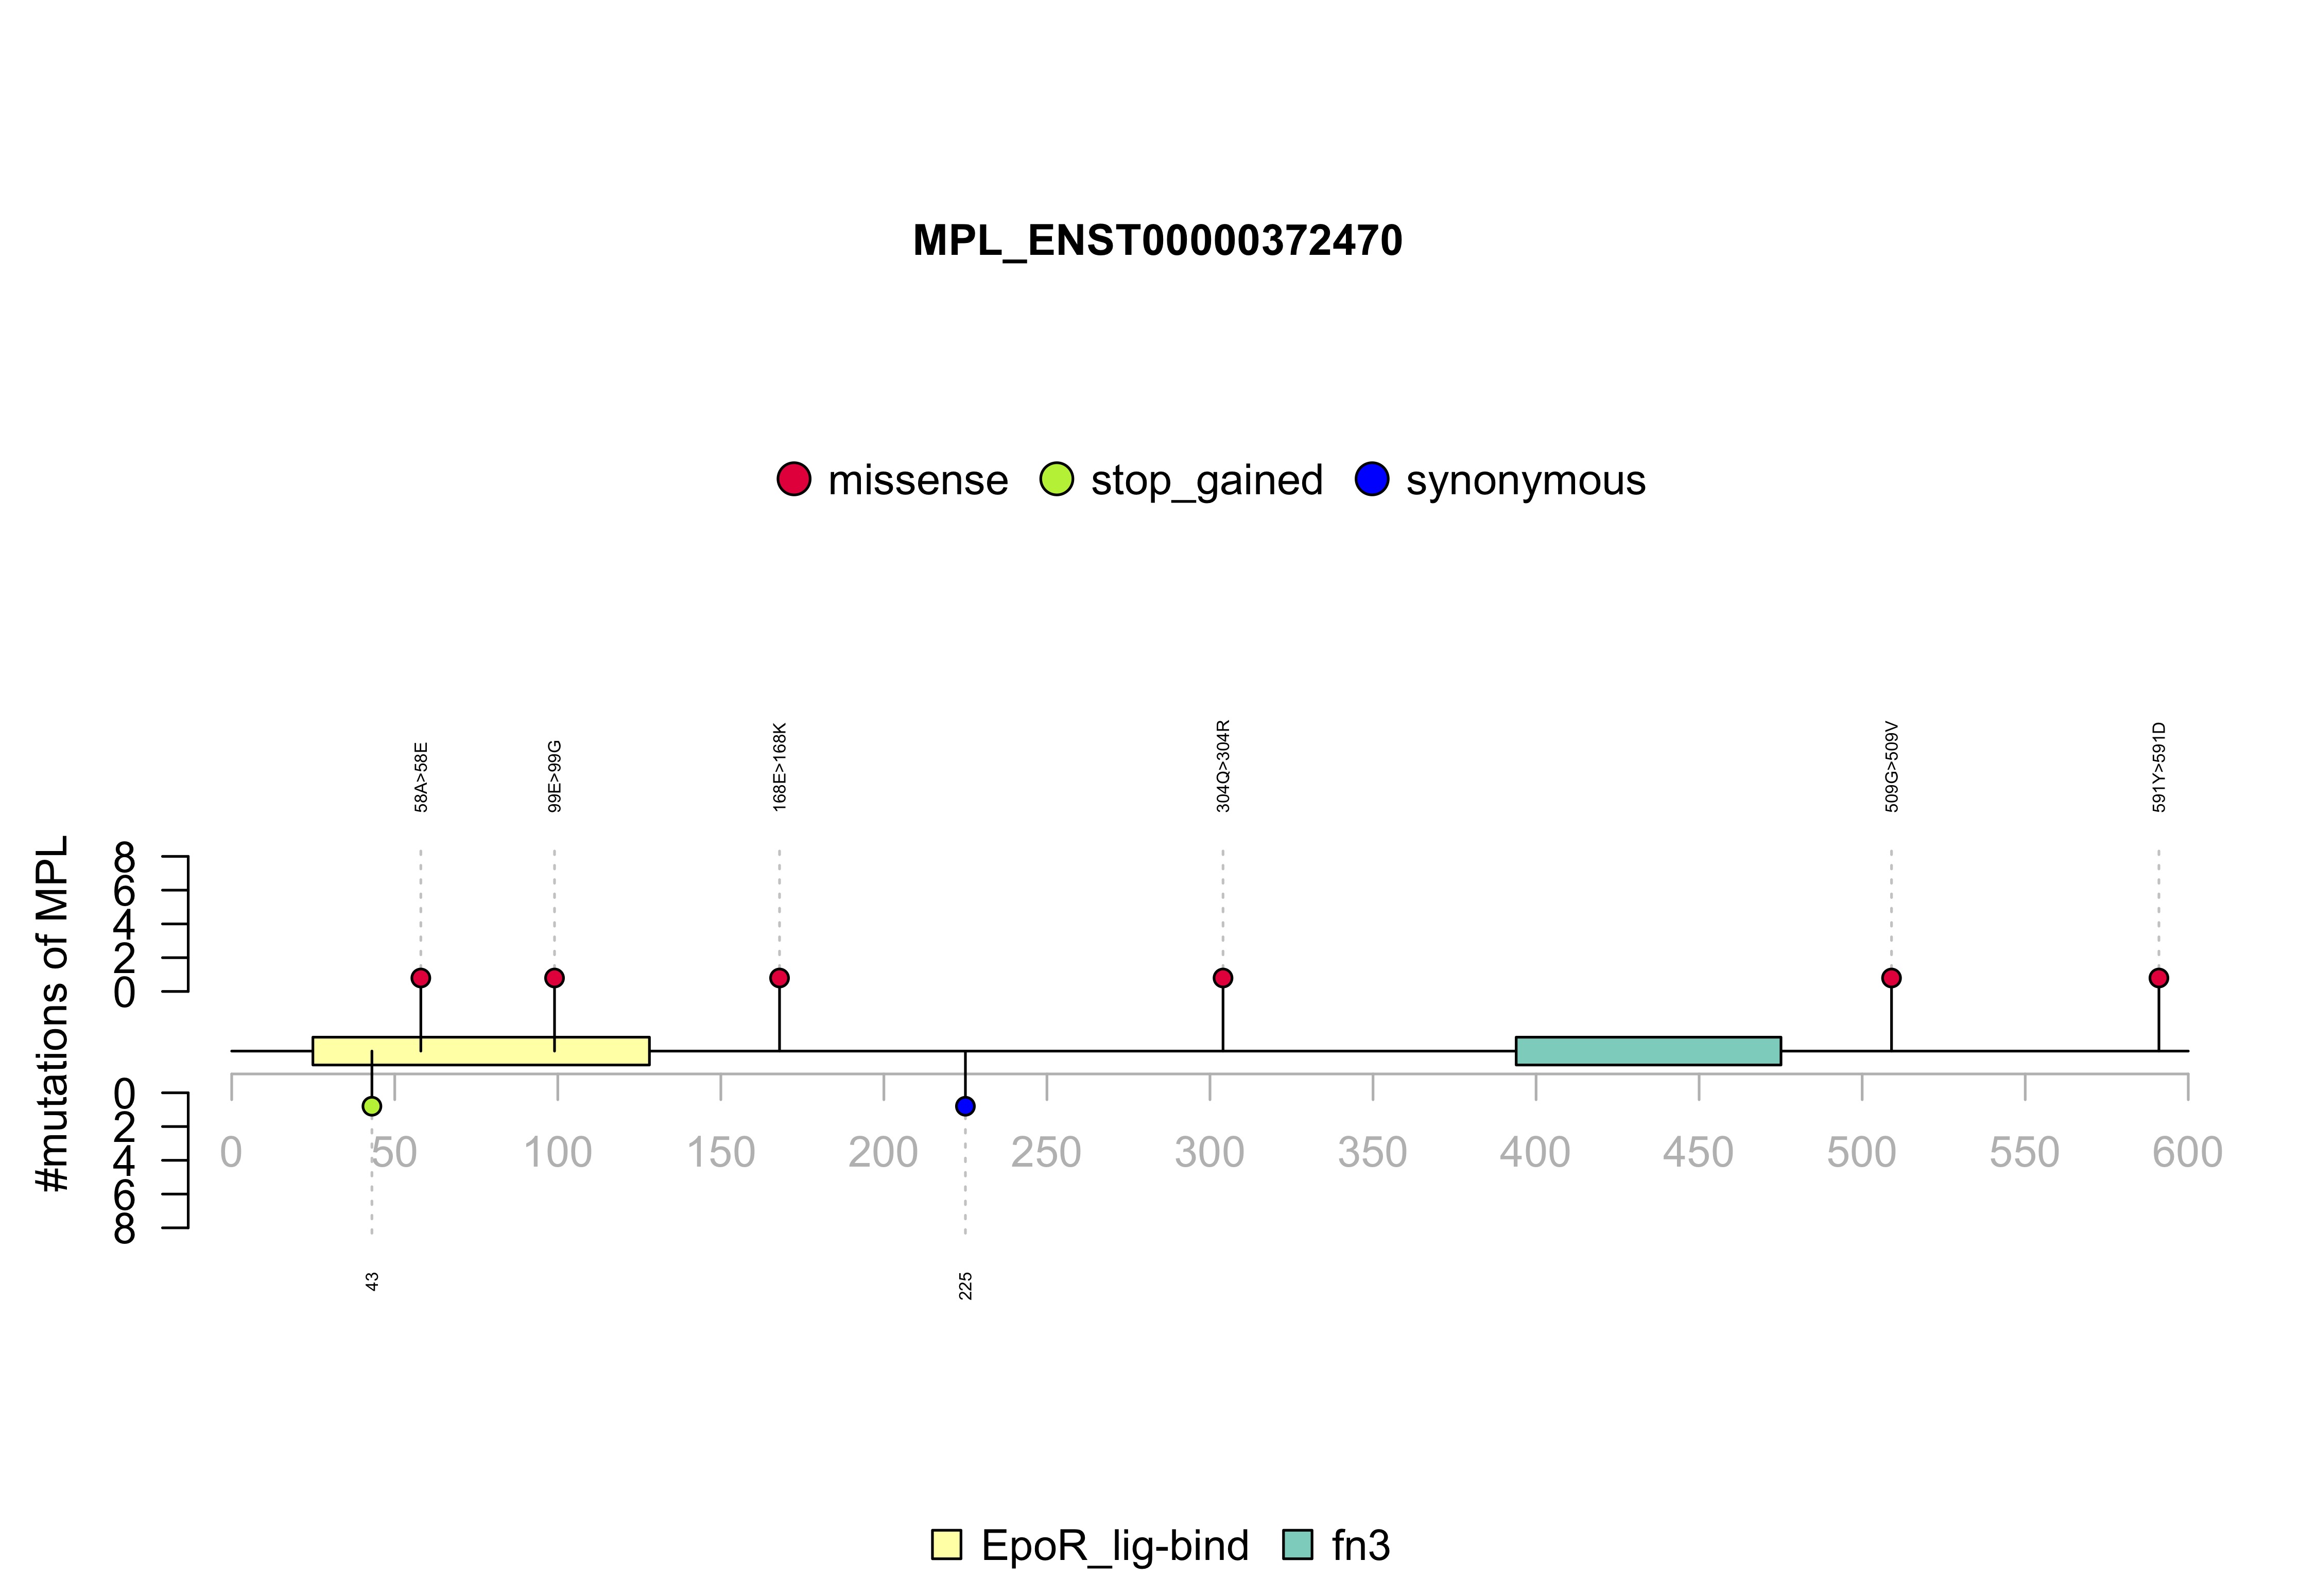 MPL_ENST00000372470
missense stop_gained synonymous
58A>58E 99E>99G 168E>168K 304Q>304R 509G>509V 591Y>591D
#mutations of MPL
8
6
4
2
0
0
2
4
6
8
0 50 100 150 200 250 300 350 400 450 500 550 600
43 225
EpoR_lig-bind fn3